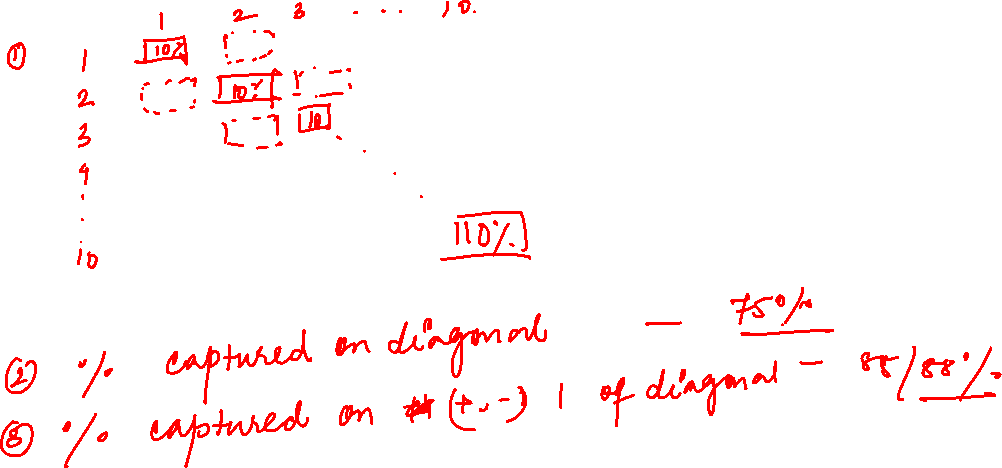 1 2 3 . . . . 10.
① 1 10%
2 10%
3 10
4
.
.
10 10%
② % captured on diagonal — 75%
③ % captured on (+, -) 1 of diagonal — 85/88%.